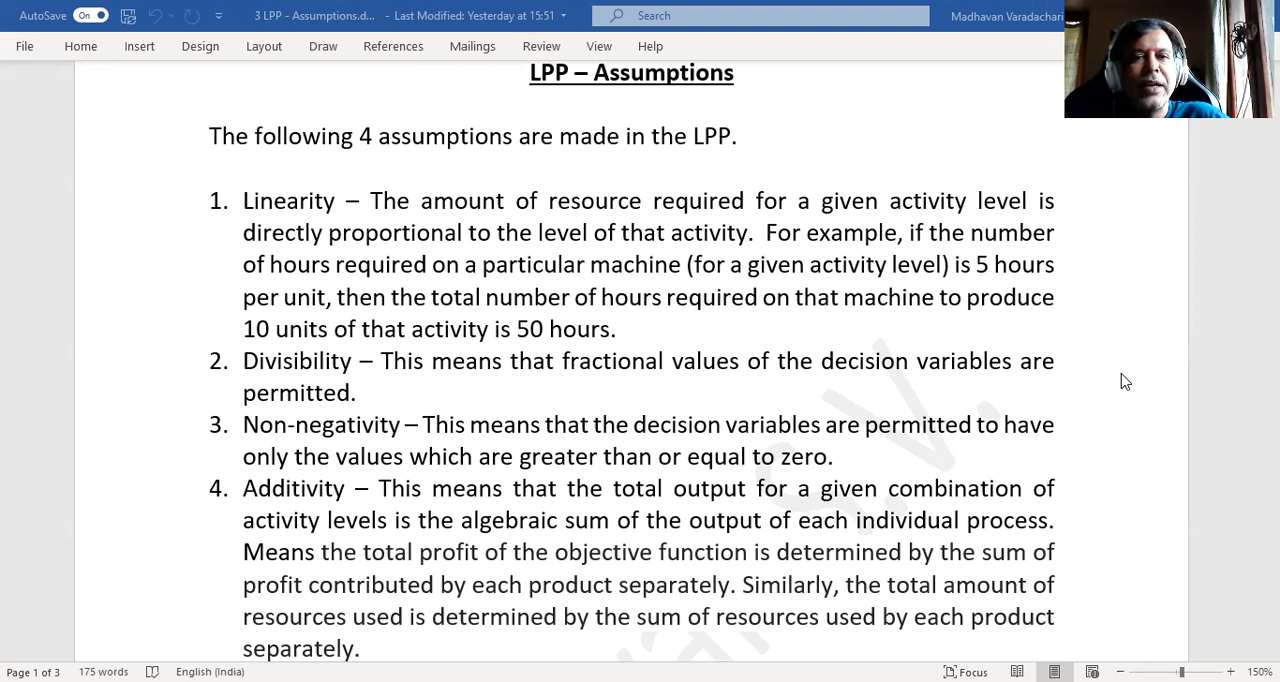 AutoSave On 3 LPP - Assumptions.d... - Last Modified: Yesterday at 15:51 Search Madhavan Varadachari
File Home Insert Design Layout Draw References Mailings Review View Help
LPP – Assumptions
The following 4 assumptions are made in the LPP.
1. Linearity – The amount of resource required for a given activity level is
directly proportional to the level of that activity. For example, if the number
of hours required on a particular machine (for a given activity level) is 5 hours
per unit, then the total number of hours required on that machine to produce
10 units of that activity is 50 hours.
2. Divisibility – This means that fractional values of the decision variables are
permitted.
3. Non-negativity – This means that the decision variables are permitted to have
only the values which are greater than or equal to zero.
4. Additivity – This means that the total output for a given combination of
activity levels is the algebraic sum of the output of each individual process.
Means the total profit of the objective function is determined by the sum of
profit contributed by each product separately. Similarly, the total amount of
resources used is determined by the sum of resources used by each product
separately.
Page 1 of 3 175 words English (India) Focus 150%